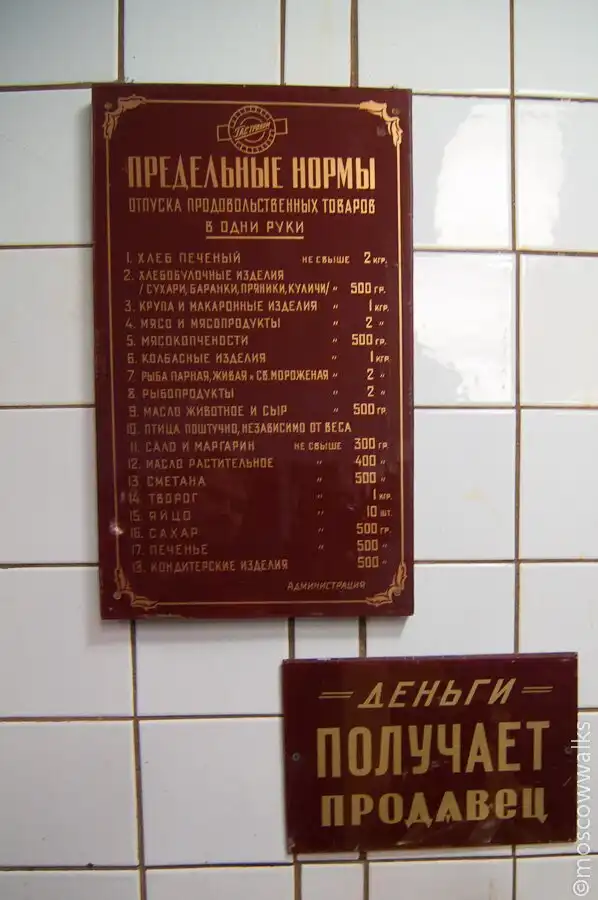 ГАСТРОНОМ
ПРЕДЕЛЬНЫЕ НОРМЫ
ОТПУСКА ПРОДОВОЛЬСТВЕННЫХ ТОВАРОВ
В ОДНИ РУКИ
1. ХЛЕБ ПЕЧЕНЫЙ НЕ СВЫШЕ 2 КГР.
2. ХЛЕБОБУЛОЧНЫЕ ИЗДЕЛИЯ
/СУХАРИ, БАРАНКИ, ПРЯНИКИ, КУЛИЧИ/ " 500 ГР.
3. КРУПА И МАКАРОННЫЕ ИЗДЕЛИЯ " 1 КГР.
4. МЯСО И МЯСОПРОДУКТЫ " 2 "
5. МЯСОКОПЧЕНОСТИ " 500 ГР.
6. КОЛБАСНЫЕ ИЗДЕЛИЯ " 1 КГР.
7. РЫБА ПАРНАЯ, ЖИВАЯ И СВ. МОРОЖЕНАЯ " 2 "
8. РЫБОПРОДУКТЫ " 2 "
9. МАСЛО ЖИВОТНОЕ И СЫР " 500 ГР.
10. ПТИЦА ПОШТУЧНО, НЕЗАВИСИМО ОТ ВЕСА
11. САЛО И МАРГАРИН НЕ СВЫШЕ 300 ГР.
12. МАСЛО РАСТИТЕЛЬНОЕ " 400 "
13. СМЕТАНА " 500 "
14. ТВОРОГ " 1 КГР.
15. ЯЙЦО " 10 ШТ.
16. САХАР " 500 ГР.
17. ПЕЧЕНЬЕ " 500 "
18. КОНДИТЕРСКИЕ ИЗДЕЛИЯ 500 "
АДМИНИСТРАЦИЯ
ДЕНЬГИ
ПОЛУЧАЕТ
ПРОДАВЕЦ
©moscowwalks